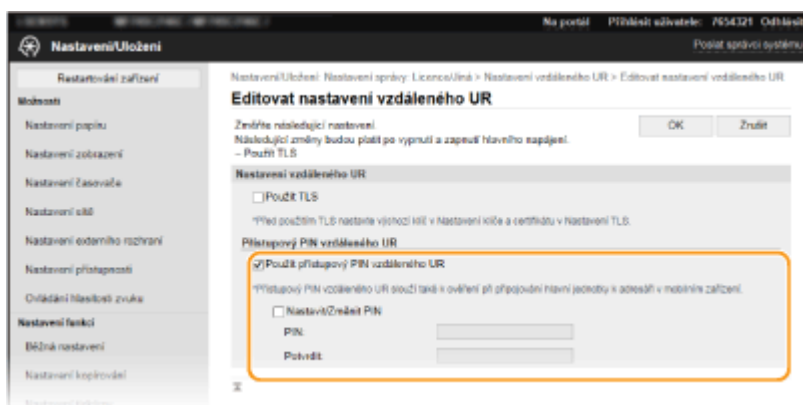 Na portál Přihlásit uživatele: 7654321 Odhlásit
Nastavení/Uložení
Poslat správci systému
Restartování zařízení
Nastavení/Uložení: Nastavení správy: Licence/Jiná > Nastavení vzdáleného UR > Editovat nastavení vzdáleného UR
Možnosti
Editovat nastavení vzdáleného UR
Nastavení papíru
Změňte následující nastavení
OK
Zrušit
Následující změny budou platit po vypnutí a zapnutí hlavního napájení.
– Použít TLS
Nastavení zobrazení
Nastavení vzdáleného UR
Nastavení časovače
Použít TLS
Nastavení sítě
*Před použitím TLS nastavte výchozí klíč v Nastavení klíče a certifikátu v Nastavení TLS.
Nastavení externího rozhraní
Přístupový PIN vzdáleného UR
Nastavení přístupnosti
Použít přístupový PIN vzdáleného UR
Ovládání hlasitosti zvuku
*Přístupový PIN vzdáleného UR slouží také k ověření při připojování hlavní jednotky k adresáři v mobilním zařízení.
Nastavit/Změnit PIN
Nastavení funkcí
PIN:
Běžná nastavení
Potvrdit:
Nastavení kopírování